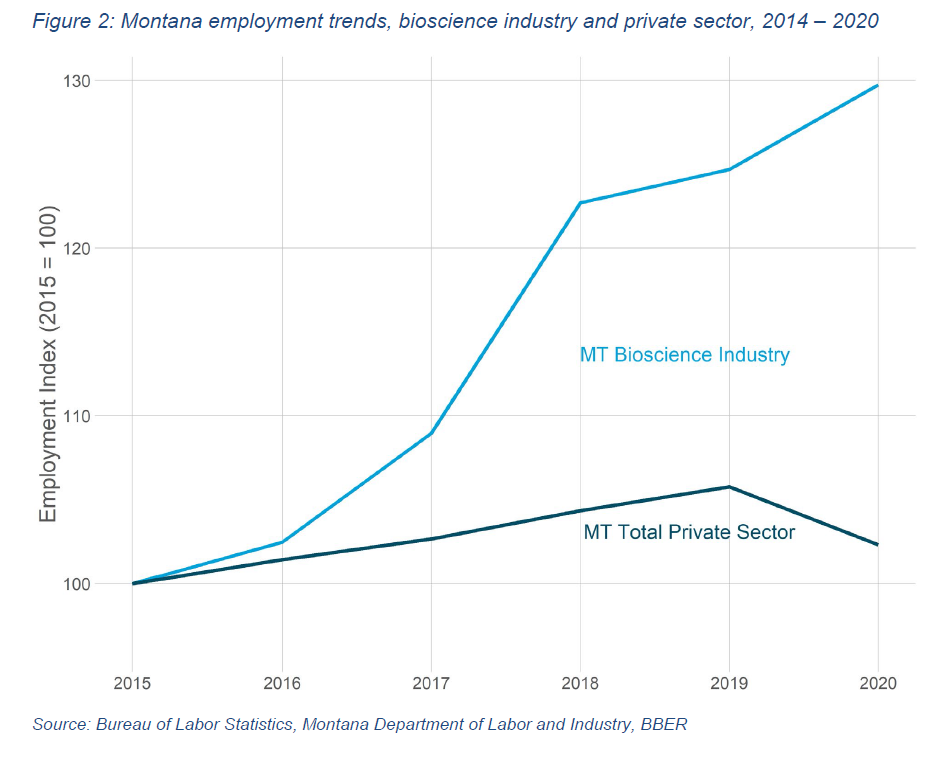 Figure 2: Montana employment trends, bioscience industry and private sector, 2014 – 2020
130
120
110
100
Employment Index (2015 = 100)
MT Bioscience Industry
MT Total Private Sector
2015 2016 2017 2018 2019 2020
Source: Bureau of Labor Statistics, Montana Department of Labor and Industry, BBER